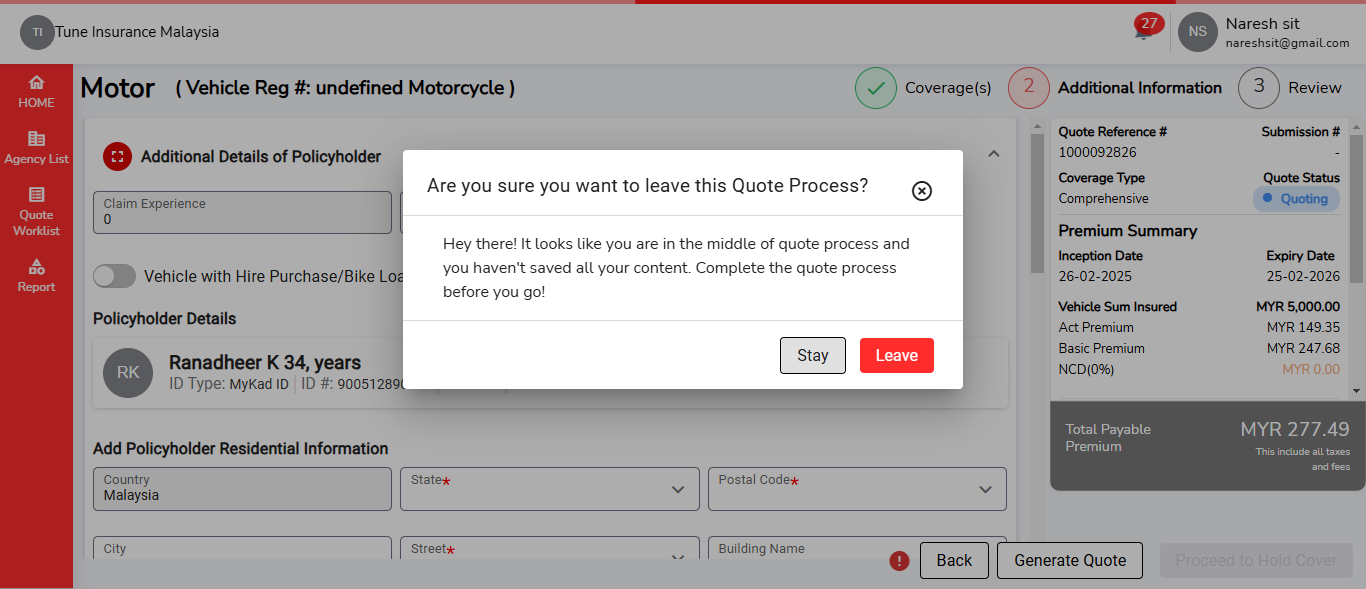 TI Tune Insurance Malaysia
27
NS
Naresh sit
nareshsit@gmail.com
HOME
Agency List
Quote
Worklist
Report
Motor ( Vehicle Reg #: undefined Motorcycle )
Coverage(s)
2 Additional Information
3 Review
Additional Details of Policyholder
Claim Experience
0
Vehicle with Hire Purchase/Bike Loa
Policyholder Details
RK
Ranadheer K 34, years
ID Type: MyKad ID ID #: 900512890
Add Policyholder Residential Information
Country
Malaysia
State*
Postal Code*
City
Street*
Building Name
Are you sure you want to leave this Quote Process?
Hey there! It looks like you are in the middle of quote process and
you haven't saved all your content. Complete the quote process
before you go!
Stay
Leave
Quote Reference # Submission #
1000092826 -
Coverage Type Quote Status
Comprehensive Quoting
Premium Summary
Inception Date Expiry Date
26-02-2025 25-02-2026
Vehicle Sum Insured MYR 5,000.00
Act Premium MYR 149.35
Basic Premium MYR 247.68
NCD(0%) MYR 0.00
Total Payable
Premium
MYR 277.49
This include all taxes
and fees
Back
Generate Quote
Proceed to Hold Cover